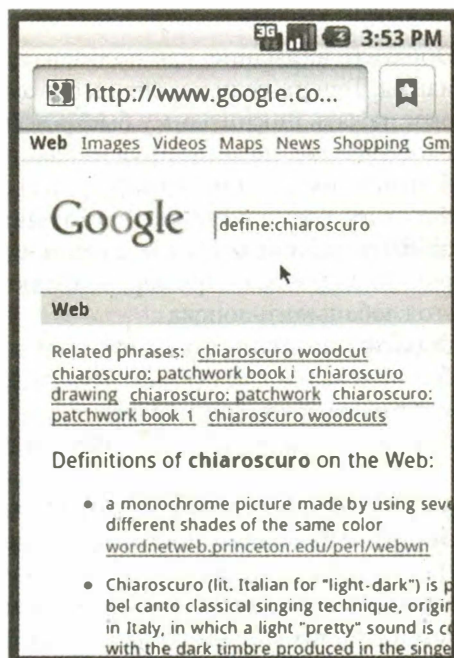 3G 3:53 PM
http://www.google.co...
Web Images Videos Maps News Shopping Gm
Google define:chiaroscuro
Web
Related phrases: chiaroscuro woodcut
chiaroscuro: patchwork book i chiaroscuro
drawing chiaroscuro: patchwork chiaroscuro:
patchwork book 1 chiaroscuro woodcuts
Definitions of chiaroscuro on the Web:
• a monochrome picture made by using seve
different shades of the same color
wordnetweb.princeton.edu/perl/webwn
• Chiaroscuro (lit. Italian for "light-dark") is p
bel canto classical singing technique, origin
in Italy, in which a light "pretty" sound is co
with the dark timbre produced in the singe